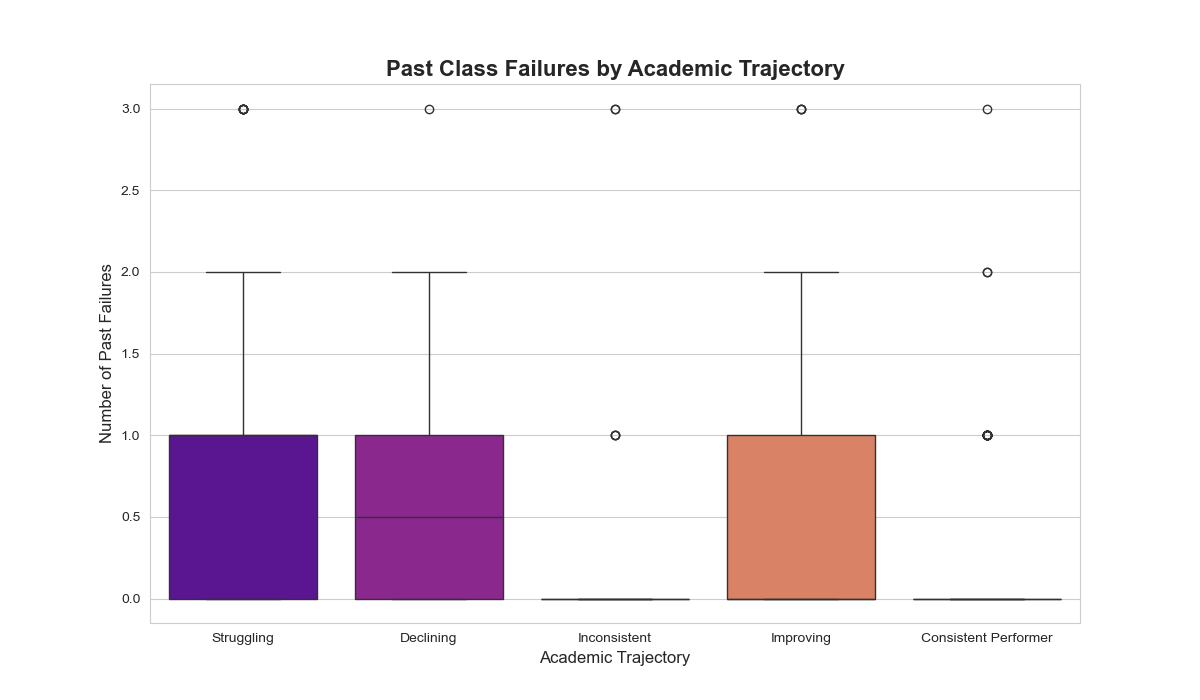 Past Class Failures by Academic Trajectory
3.0
2.5
2.0
1.5
1.0
0.5
0.0
Number of Past Failures
Struggling
Declining
Inconsistent
Improving
Consistent Performer
Academic Trajectory